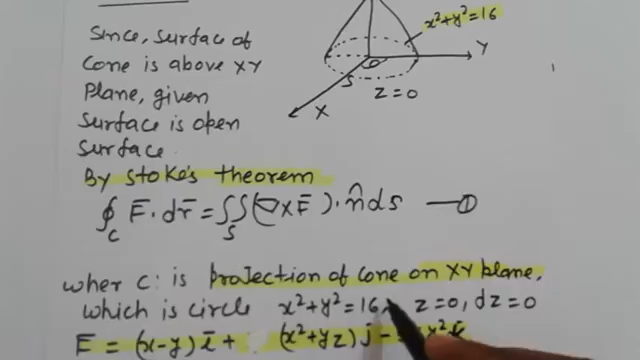 Since, surface of
Cone is above XY
Plane, given
Surface is open
Surface
x²+y²=16
Y
O
S
z=0
X
By Stoke's theorem
∮_C F̅·dr̅ = ∬_S (∇×F̅)·n̂ds —①
wher C: is projection of cone on XY plane,
which is circle x²+y²=16, z=0, dz=0
F = (x-y)i̅ + (x²+yz)j̅ -